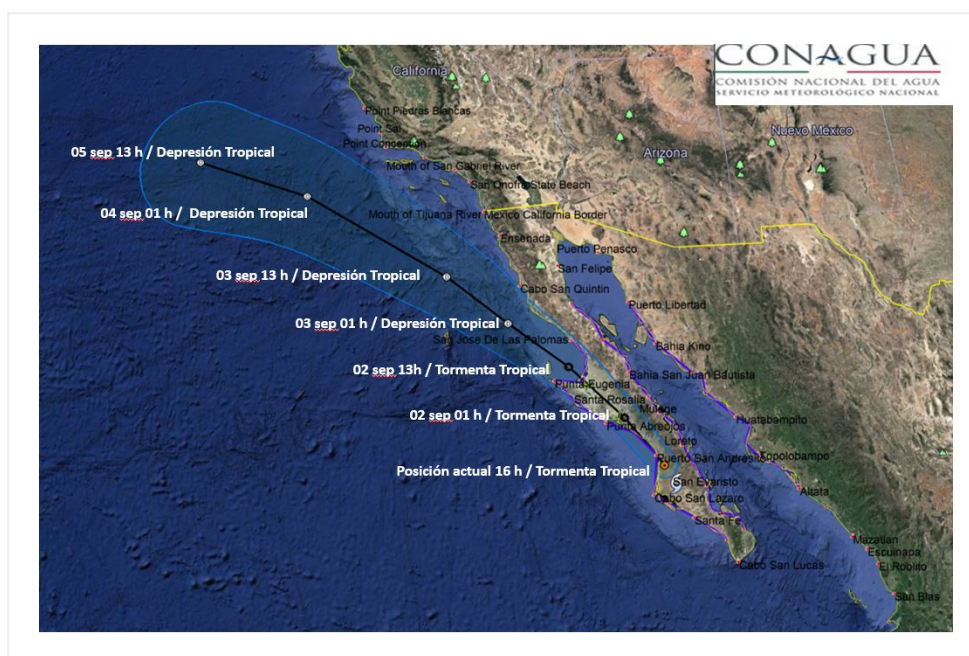 CONAGUA
COMISIÓN NACIONAL DEL AGUA
SERVICIO METEOROLÓGICO NACIONAL
California
Nuevo México
Point Piedras Blancas
Point Sal
Point Conception
Arizona
05 sep 13 h / Depresión Tropical
Mouth of San Gabriel River
San Onofre State Beach
04 sep 01 h / Depresión Tropical
Mouth of Tijuana River Mexico California Border
Ensenada
Puerto Penasco
San Felipe
03 sep 13 h / Depresión Tropical
Cabo San Quintin
Puerto Libertad
03 sep 01 h / Depresión Tropical
San Jose De Las Palomas
Bahia Kino
02 sep 13h / Tormenta Tropical
Bahia San Juan Bautista
Punta Eugenia
Santa Rosalia
Mulege
02 sep 01 h / Tormenta Tropical
Punta Abreojos
Huatabampito
Loreto
Puerto San Andresito
Topolobampo
Posición actual 16 h / Tormenta Tropical
San Evaristo
Altata
Cabo San Lazaro
Santa Fe
Mazatlan
Escuinapa
Cabo San Lucas
El Roblito
San Blas